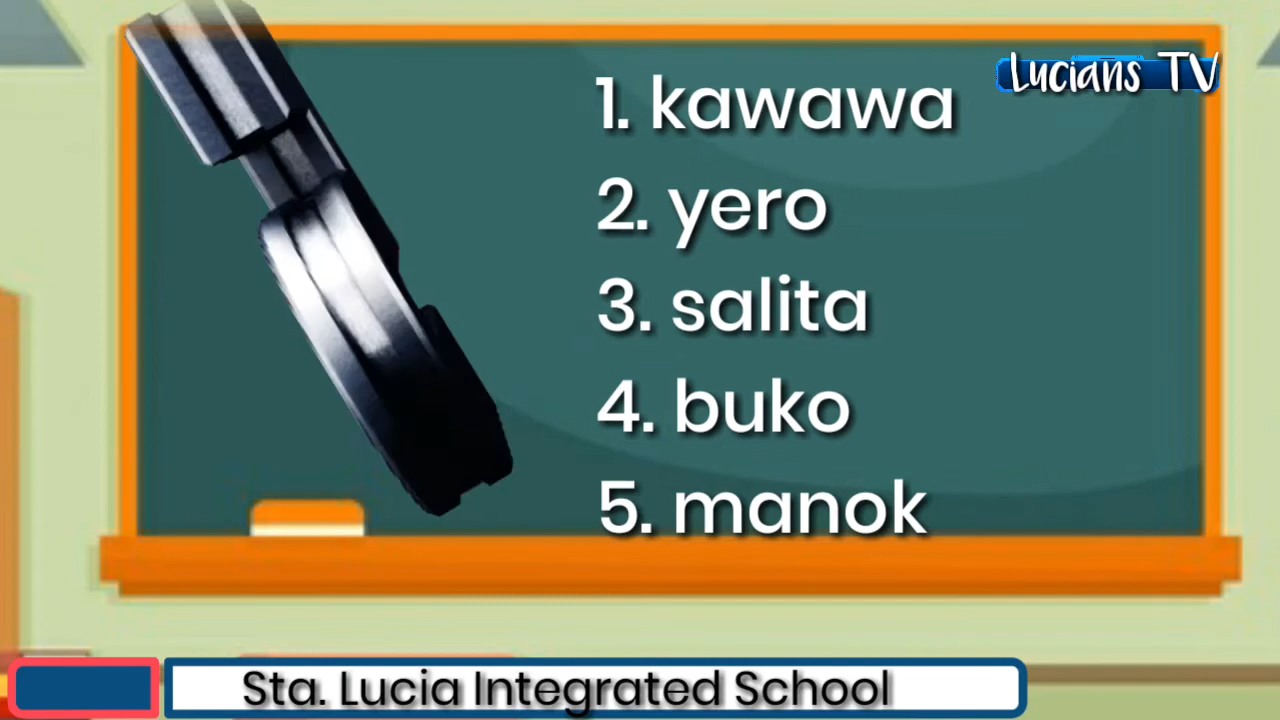 Lucians TV
1. kawawa
2. yero
3. salita
4. buko
5. manok
Sta. Lucia Integrated School